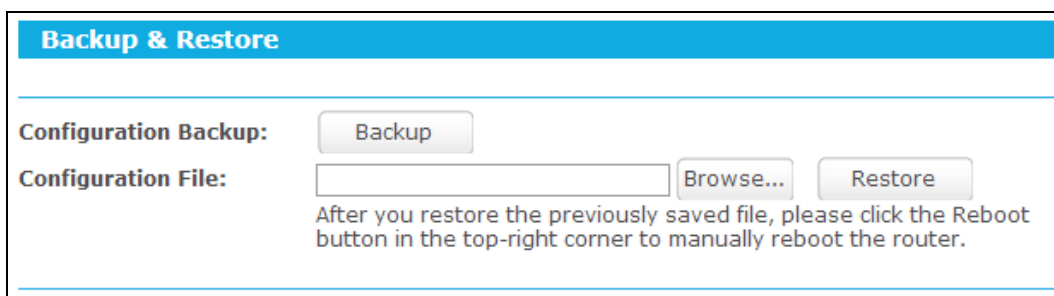 Backup & Restore
Configuration Backup: Backup
Configuration File: Browse... Restore
After you restore the previously saved file, please click the Reboot
button in the top-right corner to manually reboot the router.